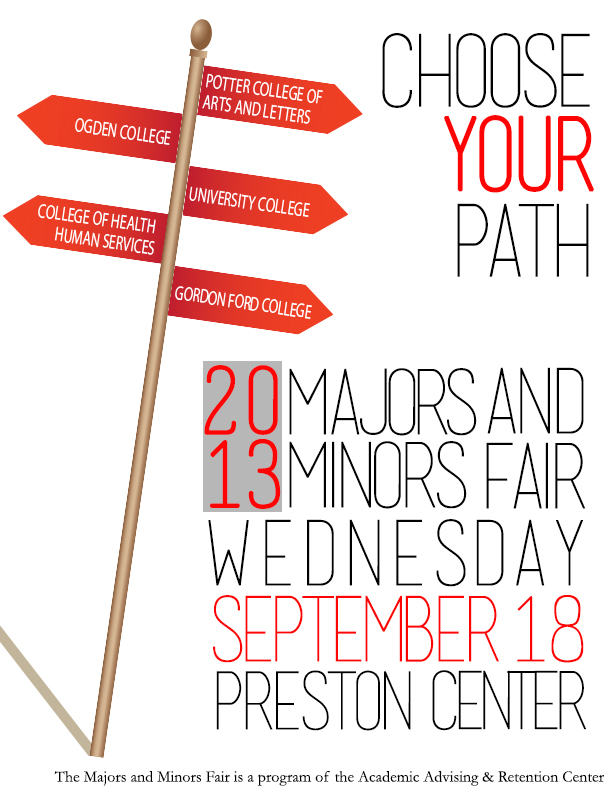 POTTER COLLEGE OF
ARTS AND LETTERS
OGDEN COLLEGE
UNIVERSITY COLLEGE
COLLEGE OF HEALTH
HUMAN SERVICES
GORDON FORD COLLEGE
CHOOSE
YOUR
PATH
20 MAJORS AND
13 MINORS FAIR
WEDNESDAY
SEPTEMBER 18
PRESTON CENTER
The Majors and Minors Fair is a program of the Academic Advising & Retention Center